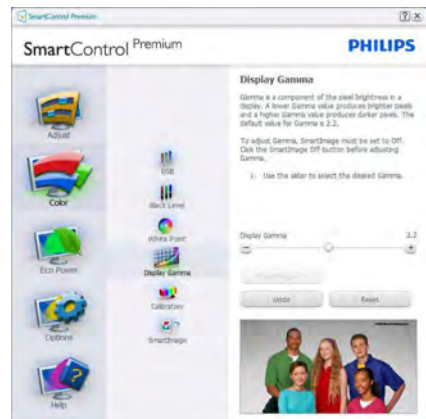 SmartControl Premium
SmartControl Premium
PHILIPS
Adjust
Color
Eco Power
Options
Help
RGB
Black Level
White Point
Display Gamma
Calibration
SmartImage
Display Gamma
Gamma is a component of the pixel brightness in a
display. A lower Gamma value produces brighter pixels
and a higher Gamma value produces darker pixels. The
default value for Gamma is 2.2.
To adjust Gamma, SmartImage must be set to Off.
Click the SmartImage Off button before adjusting
Gamma.
1. Use the slider to select the desired Gamma.
Display Gamma 2.2
Undo Reset